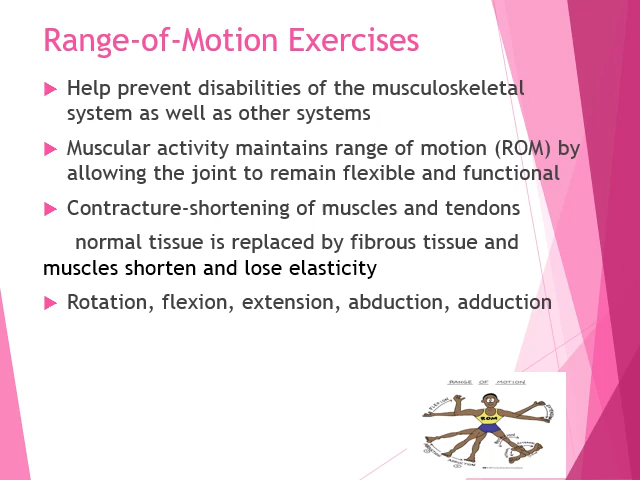 Range-of-Motion Exercises
Help prevent disabilities of the musculoskeletal
system as well as other systems
Muscular activity maintains range of motion (ROM) by
allowing the joint to remain flexible and functional
Contracture-shortening of muscles and tendons
normal tissue is replaced by fibrous tissue and
muscles shorten and lose elasticity
Rotation, flexion, extension, abduction, adduction
RANGE OF MOTION
FLEXION
ROM